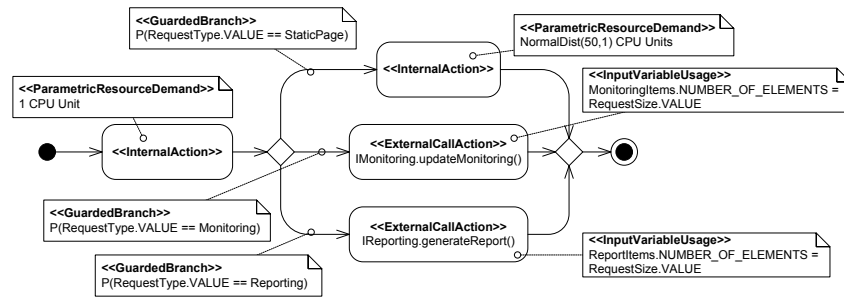 <<GuardedBranch>>
P(RequestType.VALUE == StaticPage)
<<ParametricResourceDemand>>
NormalDist(50,1) CPU Units
<<InternalAction>>
<<InputVariableUsage>>
MonitoringItems.NUMBER_OF_ELEMENTS =
RequestSize.VALUE
<<ParametricResourceDemand>>
1 CPU Unit
<<InternalAction>>
<<ExternalCallAction>>
IMonitoring.updateMonitoring()
<<GuardedBranch>>
P(RequestType.VALUE == Monitoring)
<<ExternalCallAction>>
IReporting.generateReport()
<<InputVariableUsage>>
ReportItems.NUMBER_OF_ELEMENTS =
RequestSize.VALUE
<<GuardedBranch>>
P(RequestType.VALUE == Reporting)